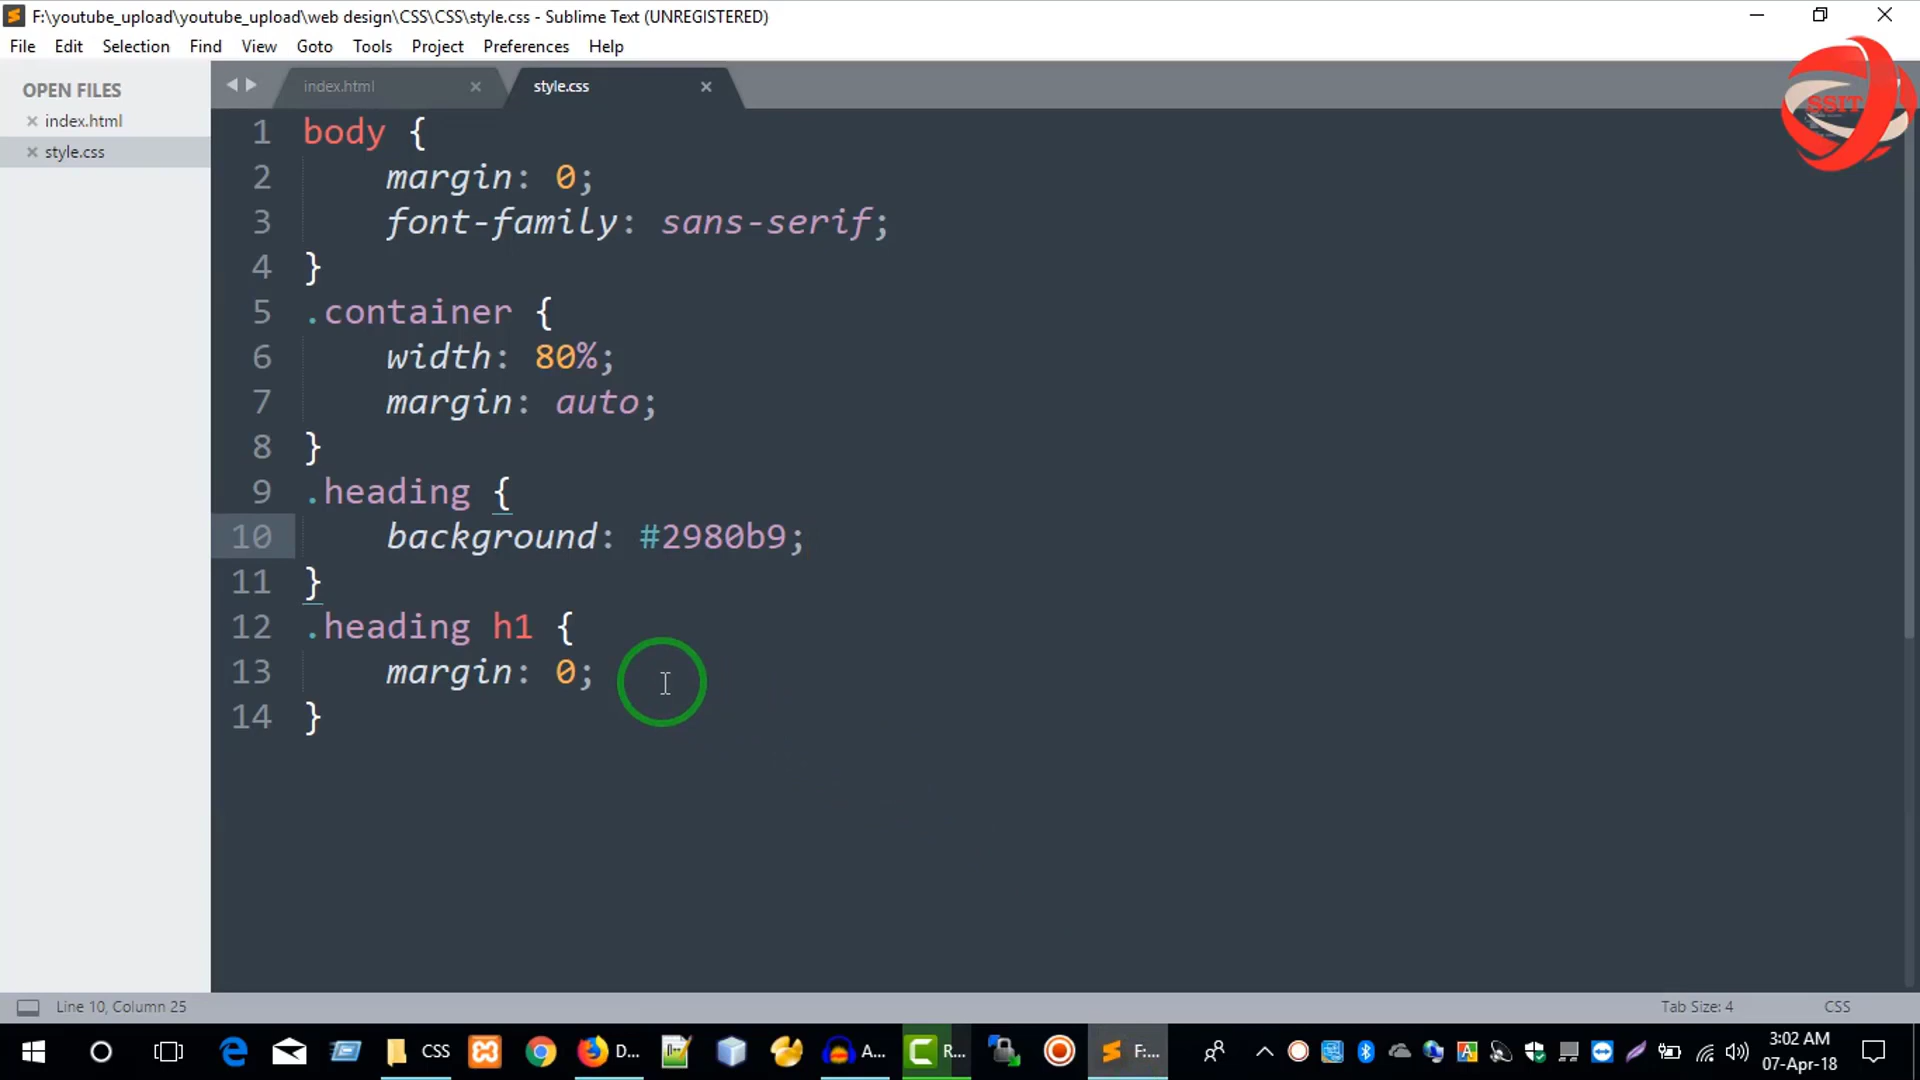 F:\youtube_upload\youtube_upload\web design\CSS\CSS\style.css - Sublime Text (UNREGISTERED)
File Edit Selection Find View Goto Tools Project Preferences Help
SSIT
OPEN FILES
index.html
style.css
index.html
style.css
1 body {
2 margin: 0;
3 font-family: sans-serif;
4 }
5 .container {
6 width: 80%;
7 margin: auto;
8 }
9 .heading {
10 background: #2980b9;
11 }
12 .heading h1 {
13 margin: 0;
14 }
Line 10, Column 25
Tab Size: 4
CSS
CSS
D...
A...
R...
F:...
3:02 AM
07-Apr-18